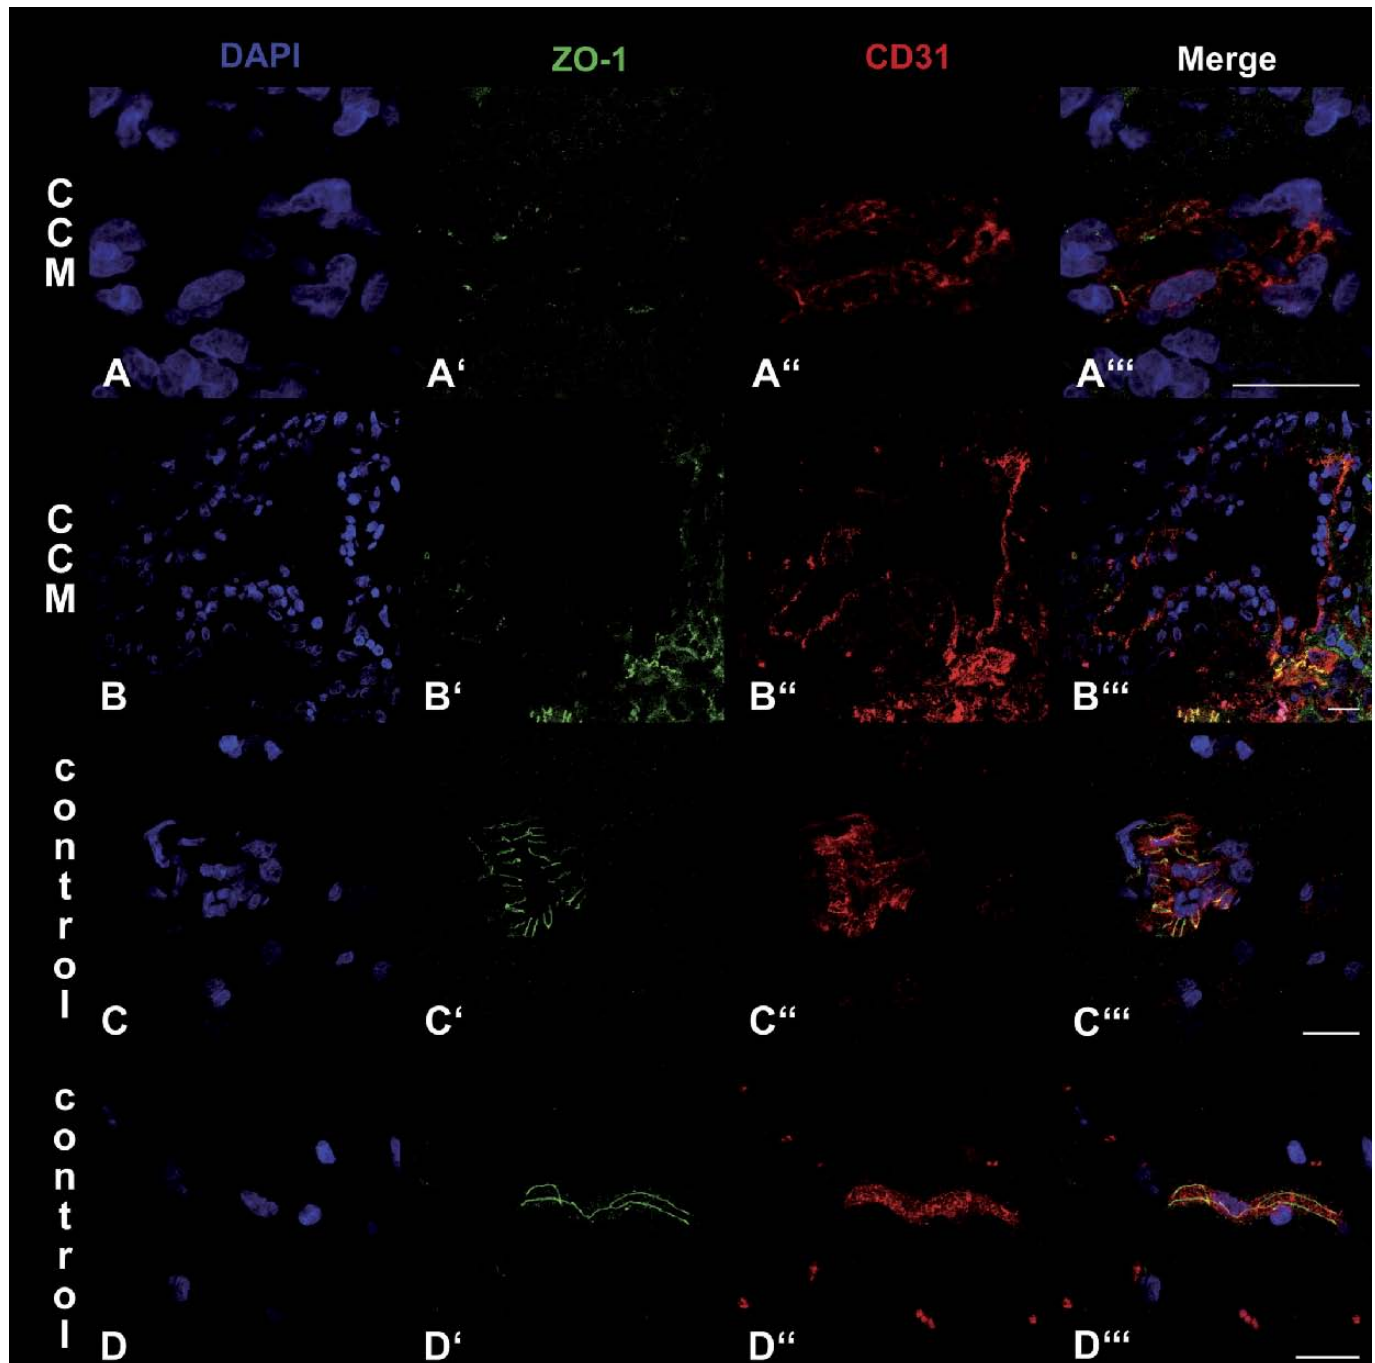 DAPI ZO-1 CD31 Merge
CCM
A A‘ A“ A“‘
CCM
B B‘ B“ B“‘
control
C C‘ C“ C“‘
control
D D‘ D“ D“‘